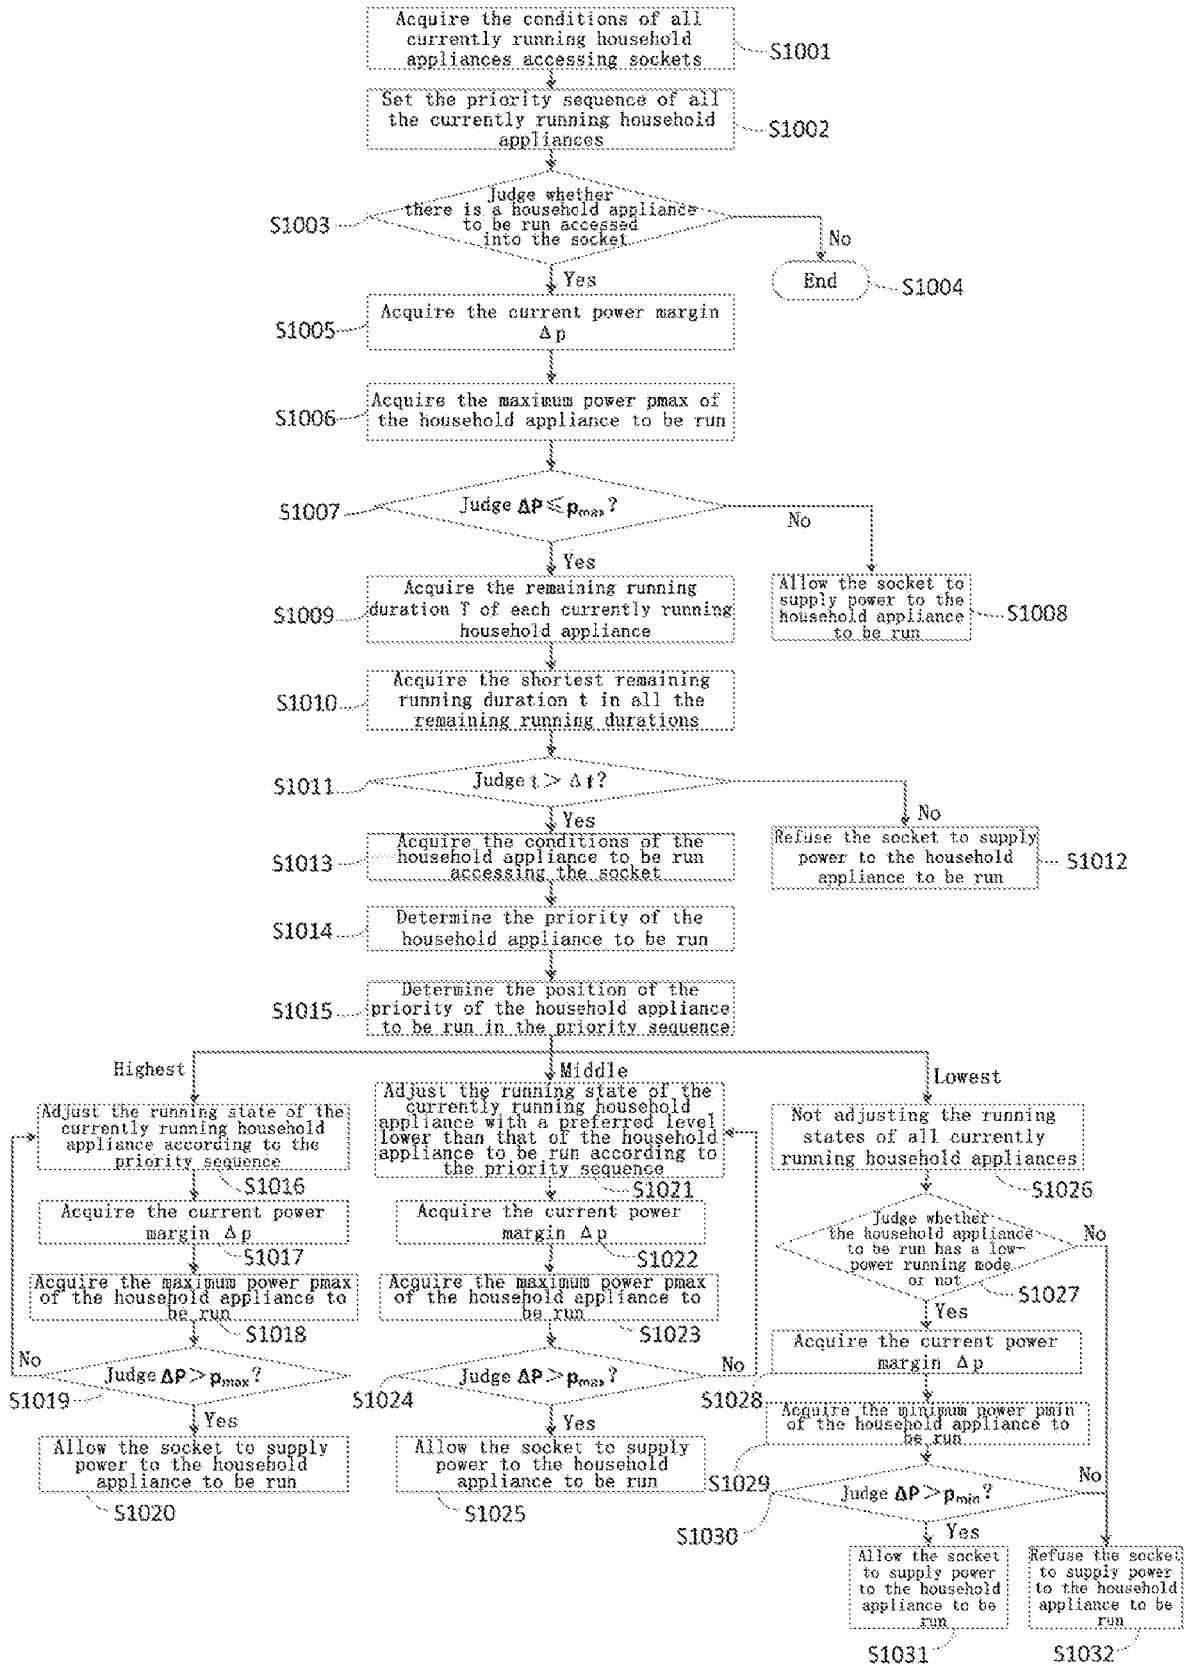 Acquire the conditions of all
currently running household
appliances accessing sockets
S1001
Set the priority sequence of all
the currently running household
appliances
S1002
Judge whether
there is a household appliance
to be run accessed
into the socket
S1003
No
End
S1004
Yes
Acquire the current power margin
Δp
S1005
Acquire the maximum power pmax of
the household appliance to be run
S1006
Judge ΔP≤pmax?
S1007
No
Allow the socket to
supply power to the
household appliance
to be run
S1008
Yes
Acquire the remaining running
duration T of each currently running
household appliance
S1009
Acquire the shortest remaining
running duration t in all the
remaining running durations
S1010
Judge t> Δt?
S1011
No
Refuse the socket to supply
power to the household
appliance to be run
S1012
Yes
Acquire the conditions of the
household appliance to be run
accessing the socket
S1013
Determine the priority of the
household appliance to be run
S1014
Determine the position of the
priority of the household appliance
to be run in the priority sequence
S1015
Highest
Middle
Lowest
Adjust the running state of the
currently running household
appliance according to the
priority sequence
S1016
Acquire the current power
margin Δp
S1017
Acquire the maximum power pmax
of the household appliance to
be run
S1018
No
Judge ΔP>pmax?
S1019
Yes
Allow the socket to supply
power to the household
appliance to be run
S1020
Adjust the running state of the
currently running household
appliance with a preferred level
lower than that of the household
appliance to be run according to
the priority sequence
S1021
Acquire the current power
margin Δp
S1022
Acquire the maximum power pmax
of the household appliance to
be run
S1023
Judge ΔP>pmax?
No
S1024
Yes
Allow the socket to supply
power to the household
appliance to be run
S1025
Not adjusting the running
states of all currently
running household appliances
S1026
Judge whether
the household appliance
to be run has a low-
power running mode
or not
No
S1027
Yes
Acquire the current power
margin Δp
S1028
Acquire the minimum power pmin
of the household appliance to
be run
S1029
Judge ΔP>pmin?
No
S1030
Yes
Allow the socket
to supply power
to the household
appliance to be
run
S1031
Refuse the socket
to supply power
to the household
appliance to be
run
S1032